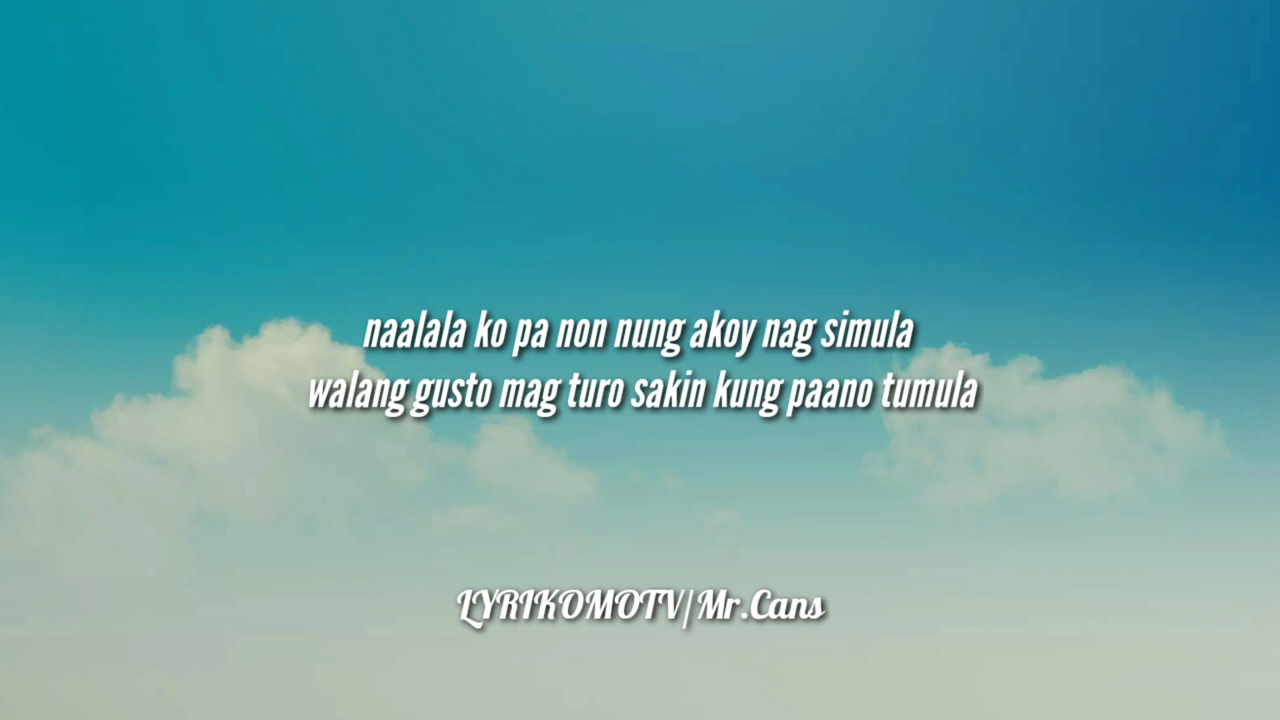 naalala ko pa non nung akoy nag simula
walang gusto mag turo sakin kung paano tumula
LYRIKOMOTV/Mr.Cans